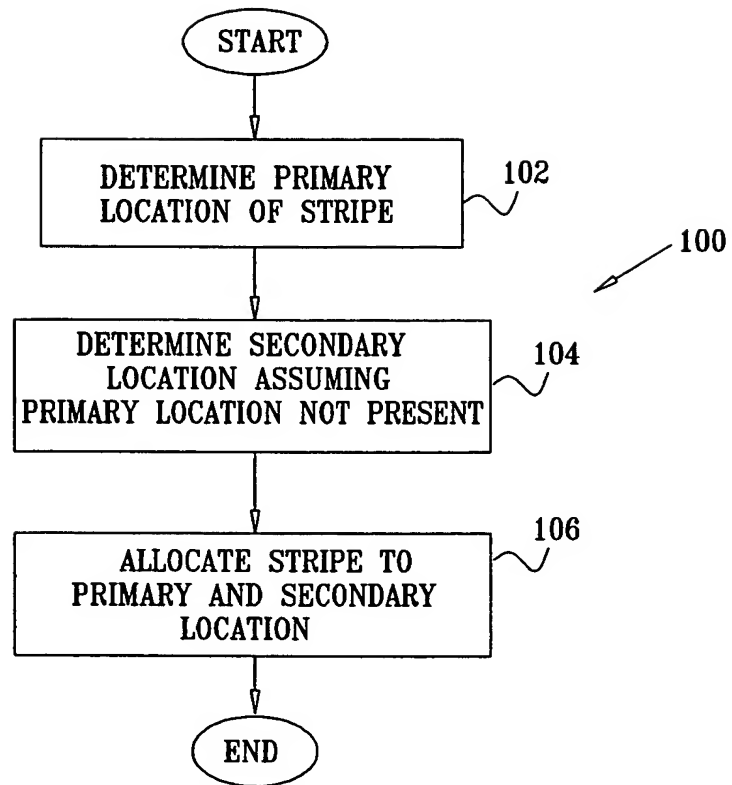 START
DETERMINE PRIMARY
LOCATION OF STRIPE
102
100
DETERMINE SECONDARY
LOCATION ASSUMING
PRIMARY LOCATION NOT PRESENT
104
106
ALLOCATE STRIPE TO
PRIMARY AND SECONDARY
LOCATION
END